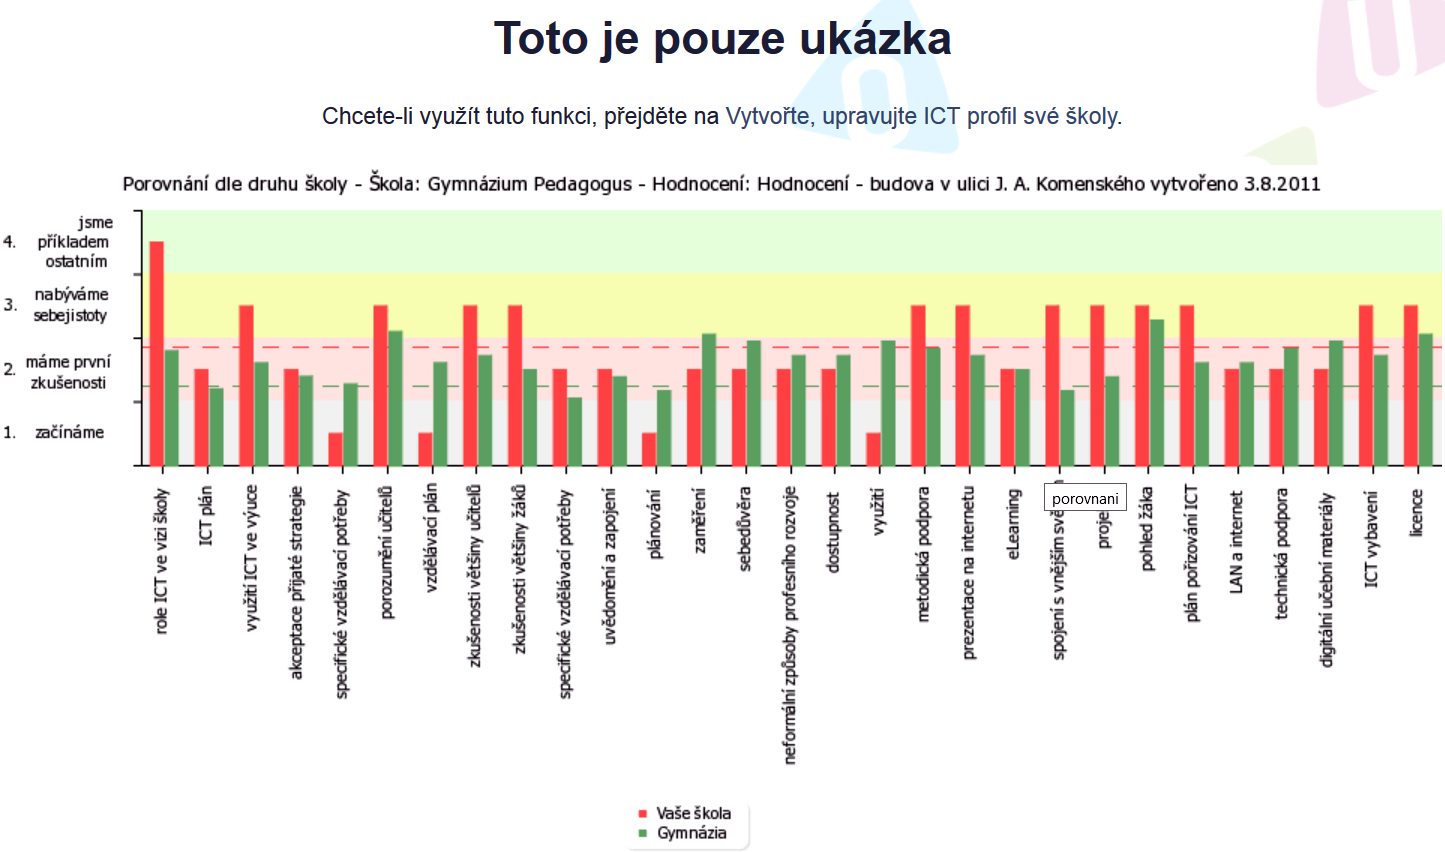 Toto je pouze ukázka
Chcete-li využít tuto funkci, přejděte na Vytvořte, upravujte ICT profil své školy.
Porovnání dle druhu školy - Škola: Gymnázium Pedagogus - Hodnocení: Hodnocení - budova v ulici J. A. Komenského vytvořeno 3.8.2011
4. jsme
příkladem
ostatním
3. nabýváme
sebejistoty
2. máme první
zkušenosti
1. začínáme
role ICT ve vizi školy
ICT plán
využití ICT ve výuce
akceptace přijaté strategie
specifické vzdělávací potřeby
porozumění učitelů
vzdělávací plán
zkušenosti většiny učitelů
zkušenosti většiny žáků
specifické vzdělávací potřeby
uvědomění a zapojení
plánování
zaměření
sebedůvěra
neformální způsoby profesního rozvoje
dostupnost
využití
metodická podpora
prezentace na internetu
eLearning
spojení s vnějším
porovnani
pohled žáka
plán pořizování ICT
LAN a internet
technická podpora
digitální učební materiály
ICT vybavení
licence
Vaše škola
Gymnázia